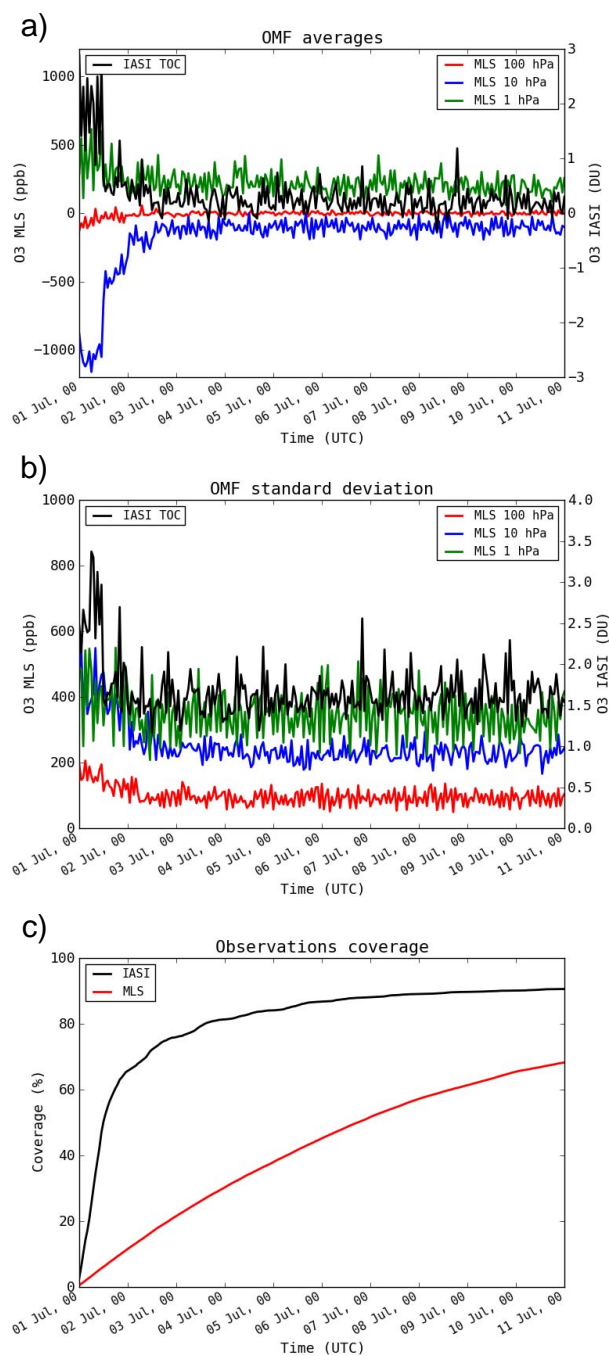 a)
OMF averages
IASI TOC
MLS 100 hPa
MLS 10 hPa
MLS 1 hPa
1000
500
0
−500
−1000
O3 MLS (ppb)
3
2
1
0
−1
−2
−3
O3 IASI (DU)
01 Jul, 00
02 Jul, 00
03 Jul, 00
04 Jul, 00
05 Jul, 00
06 Jul, 00
07 Jul, 00
08 Jul, 00
09 Jul, 00
10 Jul, 00
11 Jul, 00
Time (UTC)
b)
OMF standard deviation
IASI TOC
MLS 100 hPa
MLS 10 hPa
MLS 1 hPa
1000
800
600
400
200
0
O3 MLS (ppb)
4.0
3.5
3.0
2.5
2.0
1.5
1.0
0.5
0.0
O3 IASI (DU)
01 Jul, 00
02 Jul, 00
03 Jul, 00
04 Jul, 00
05 Jul, 00
06 Jul, 00
07 Jul, 00
08 Jul, 00
09 Jul, 00
10 Jul, 00
11 Jul, 00
Time (UTC)
c)
Observations coverage
IASI
MLS
100
80
60
40
20
0
Coverage (%)
01 Jul, 00
02 Jul, 00
03 Jul, 00
04 Jul, 00
05 Jul, 00
06 Jul, 00
07 Jul, 00
08 Jul, 00
09 Jul, 00
10 Jul, 00
11 Jul, 00
Time (UTC)